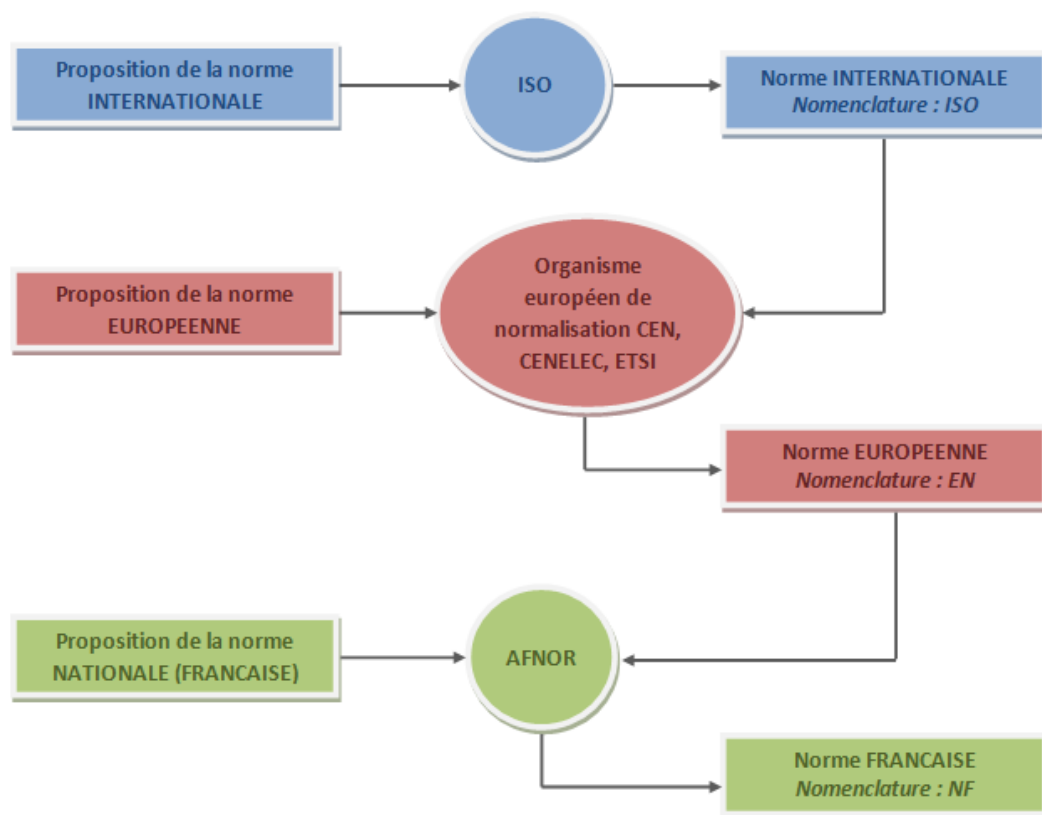 Proposition de la norme
INTERNATIONALE
ISO
Norme INTERNATIONALE
Nomenclature : ISO
Proposition de la norme
EUROPEENNE
Organisme
européen de
normalisation CEN,
CENELEC, ETSI
Norme EUROPEENNE
Nomenclature : EN
Proposition de la norme
NATIONALE (FRANCAISE)
AFNOR
Norme FRANCAISE
Nomenclature : NF